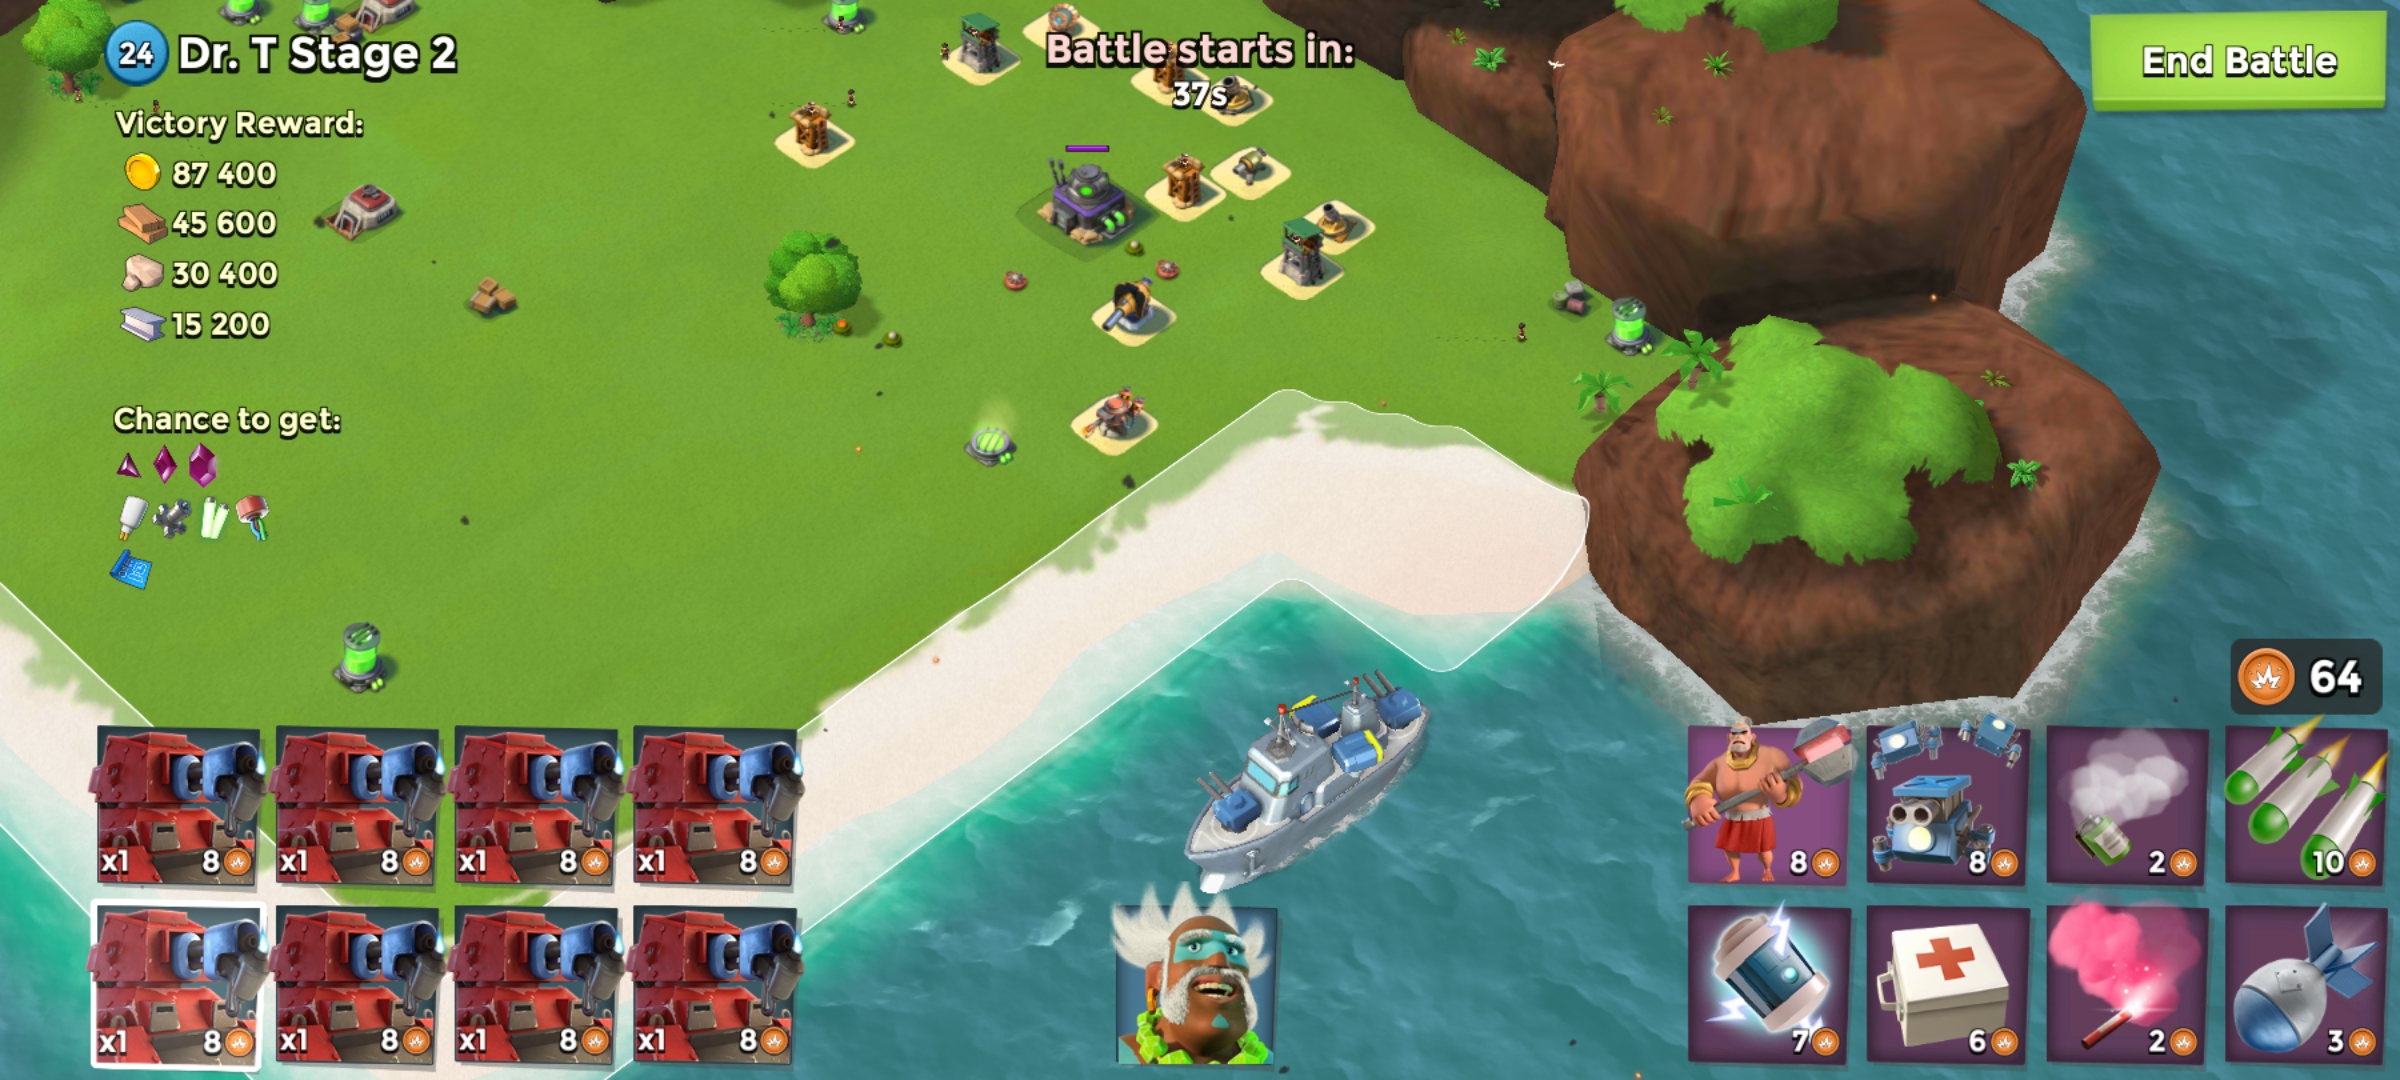 24 Dr. T Stage 2
Battle starts in:
37s
End Battle
Victory Reward:
87 400
45 600
30 400
15 200
Chance to get:
64
x1 8 x1 8 x1 8 x1 8
8 8 2 10
x1 8 x1 8 x1 8 x1 8
7 6 2 3